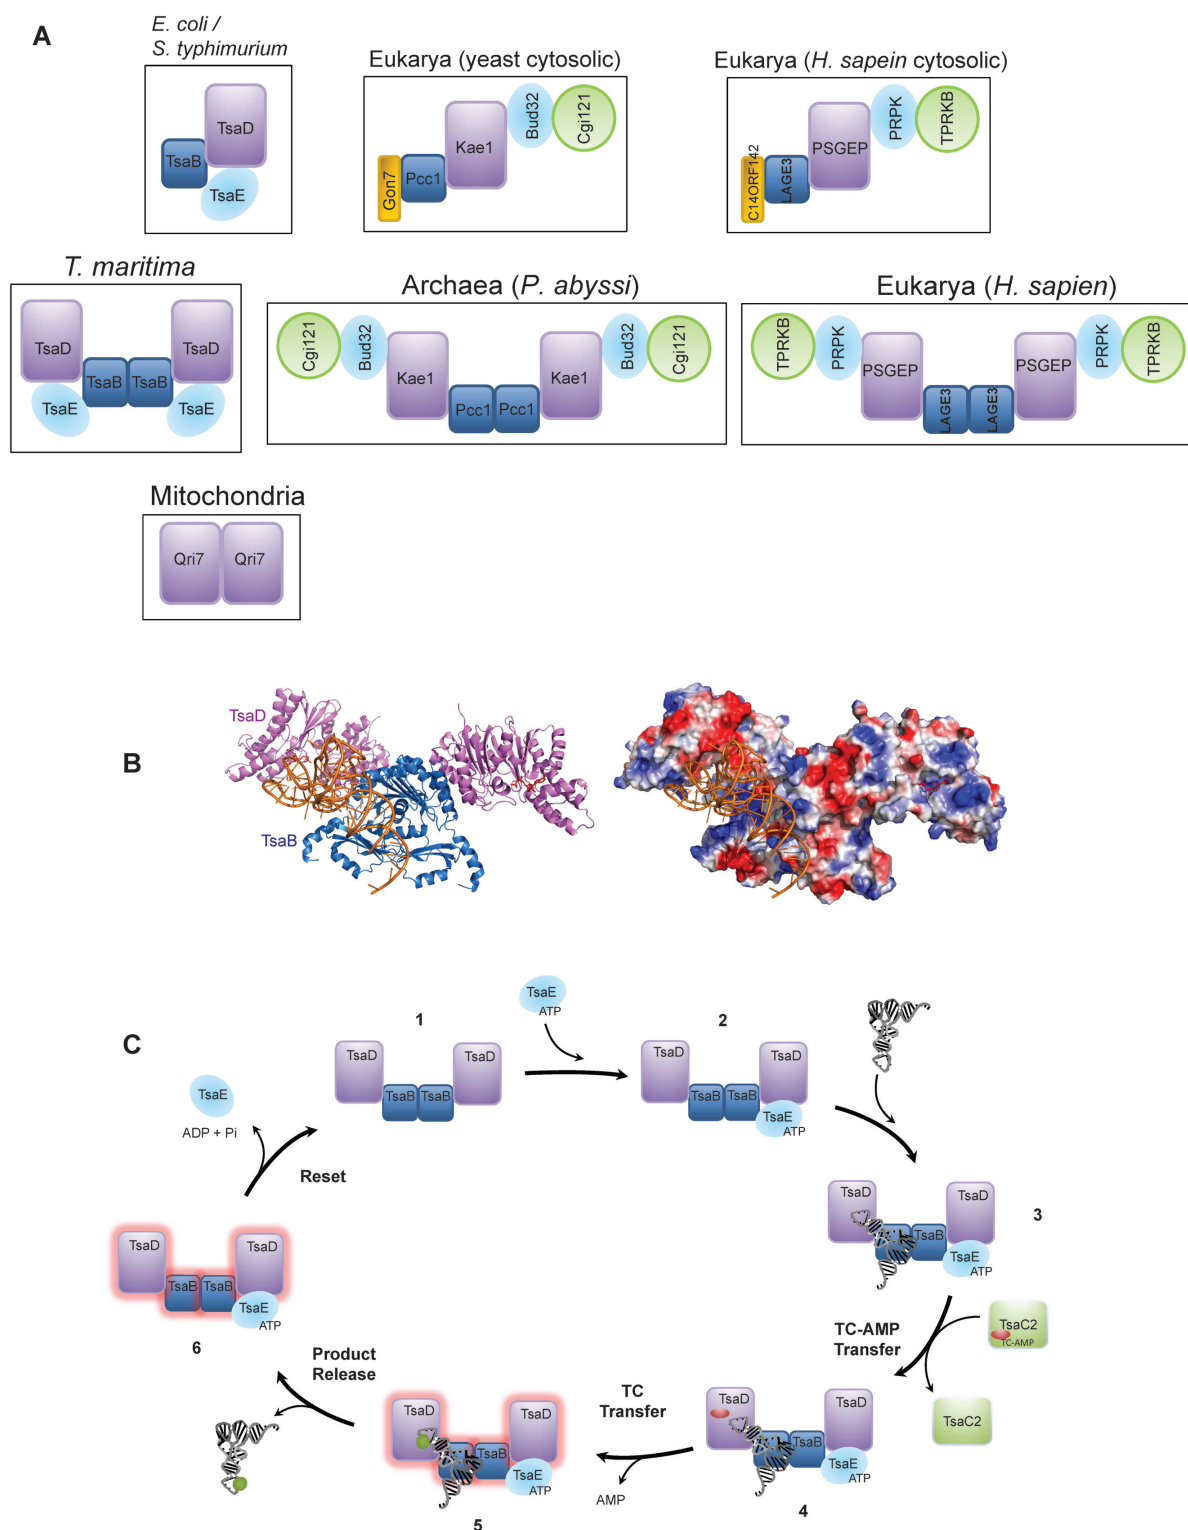 A
E. coli /
S. typhimurium
TsaD
TsaB
TsaE
Eukarya (yeast cytosolic)
Gon7
Pcc1
Kae1
Bud32
Cgi121
Eukarya (H. sapein cytosolic)
C14ORF142
LAGE3
PSGEP
PRPK
TPRKB
T. maritima
TsaD
TsaE
TsaB
TsaB
TsaD
TsaE
Archaea (P. abyssi)
Cgi121
Bud32
Kae1
Pcc1
Pcc1
Kae1
Bud32
Cgi121
Eukarya (H. sapien)
TPRKB
PRPK
PSGEP
LAGE3
LAGE3
PSGEP
PRPK
TPRKB
Mitochondria
Qri7
Qri7
B
TsaD
TsaB
C
1
TsaD
TsaB
TsaB
TsaD
TsaE
ATP
2
TsaD
TsaB
TsaB
TsaD
TsaE
ATP
3
TsaD
TsaB
TsaD
TsaE
ATP
TC-AMP
Transfer
TsaC2
TC-AMP
TsaC2
4
TsaD
TsaB
TsaD
TsaE
ATP
TC
Transfer
AMP
5
TsaD
TsaB
TsaD
TsaE
ATP
Product
Release
6
TsaD
TsaB
TsaB
TsaD
TsaE
ATP
Reset
TsaE
ADP + Pi